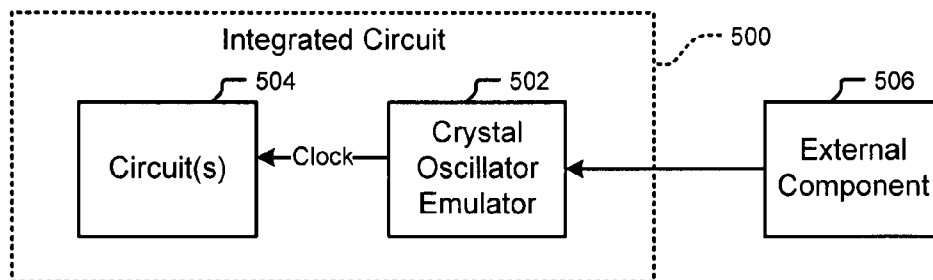 Integrated Circuit
500
504
502
506
Circuit(s)
Clock
Crystal
Oscillator
Emulator
External
Component